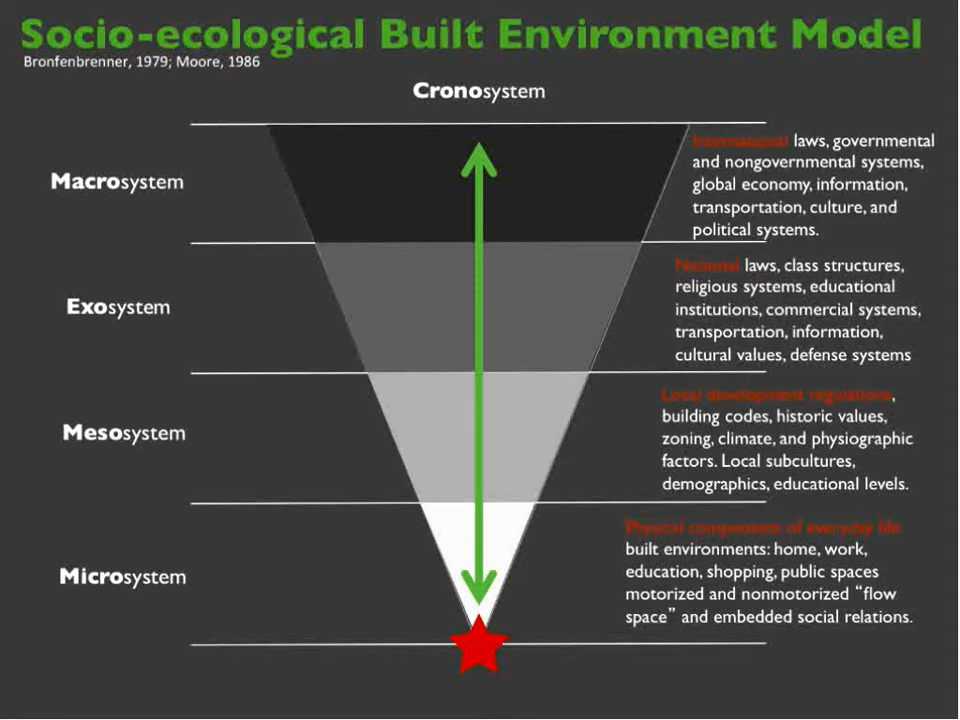 Socio-ecological Built Environment Model
Bronfenbrenner, 1979; Moore, 1986
Cronosystem
Macrosystem
International laws, governmental
and nongovernmental systems,
global economy, information,
transportation, culture, and
political systems.
Exosystem
National laws, class structures,
religious systems, educational
institutions, commercial systems,
transportation, information,
cultural values, defense systems
Mesosystem
Local development regulations,
building codes, historic values,
zoning, climate, and physiographic
factors. Local subcultures,
demographics, educational levels.
Microsystem
Physical components of everyday life
built environments: home, work,
education, shopping, public spaces
motorized and nonmotorized “flow
space” and embedded social relations.